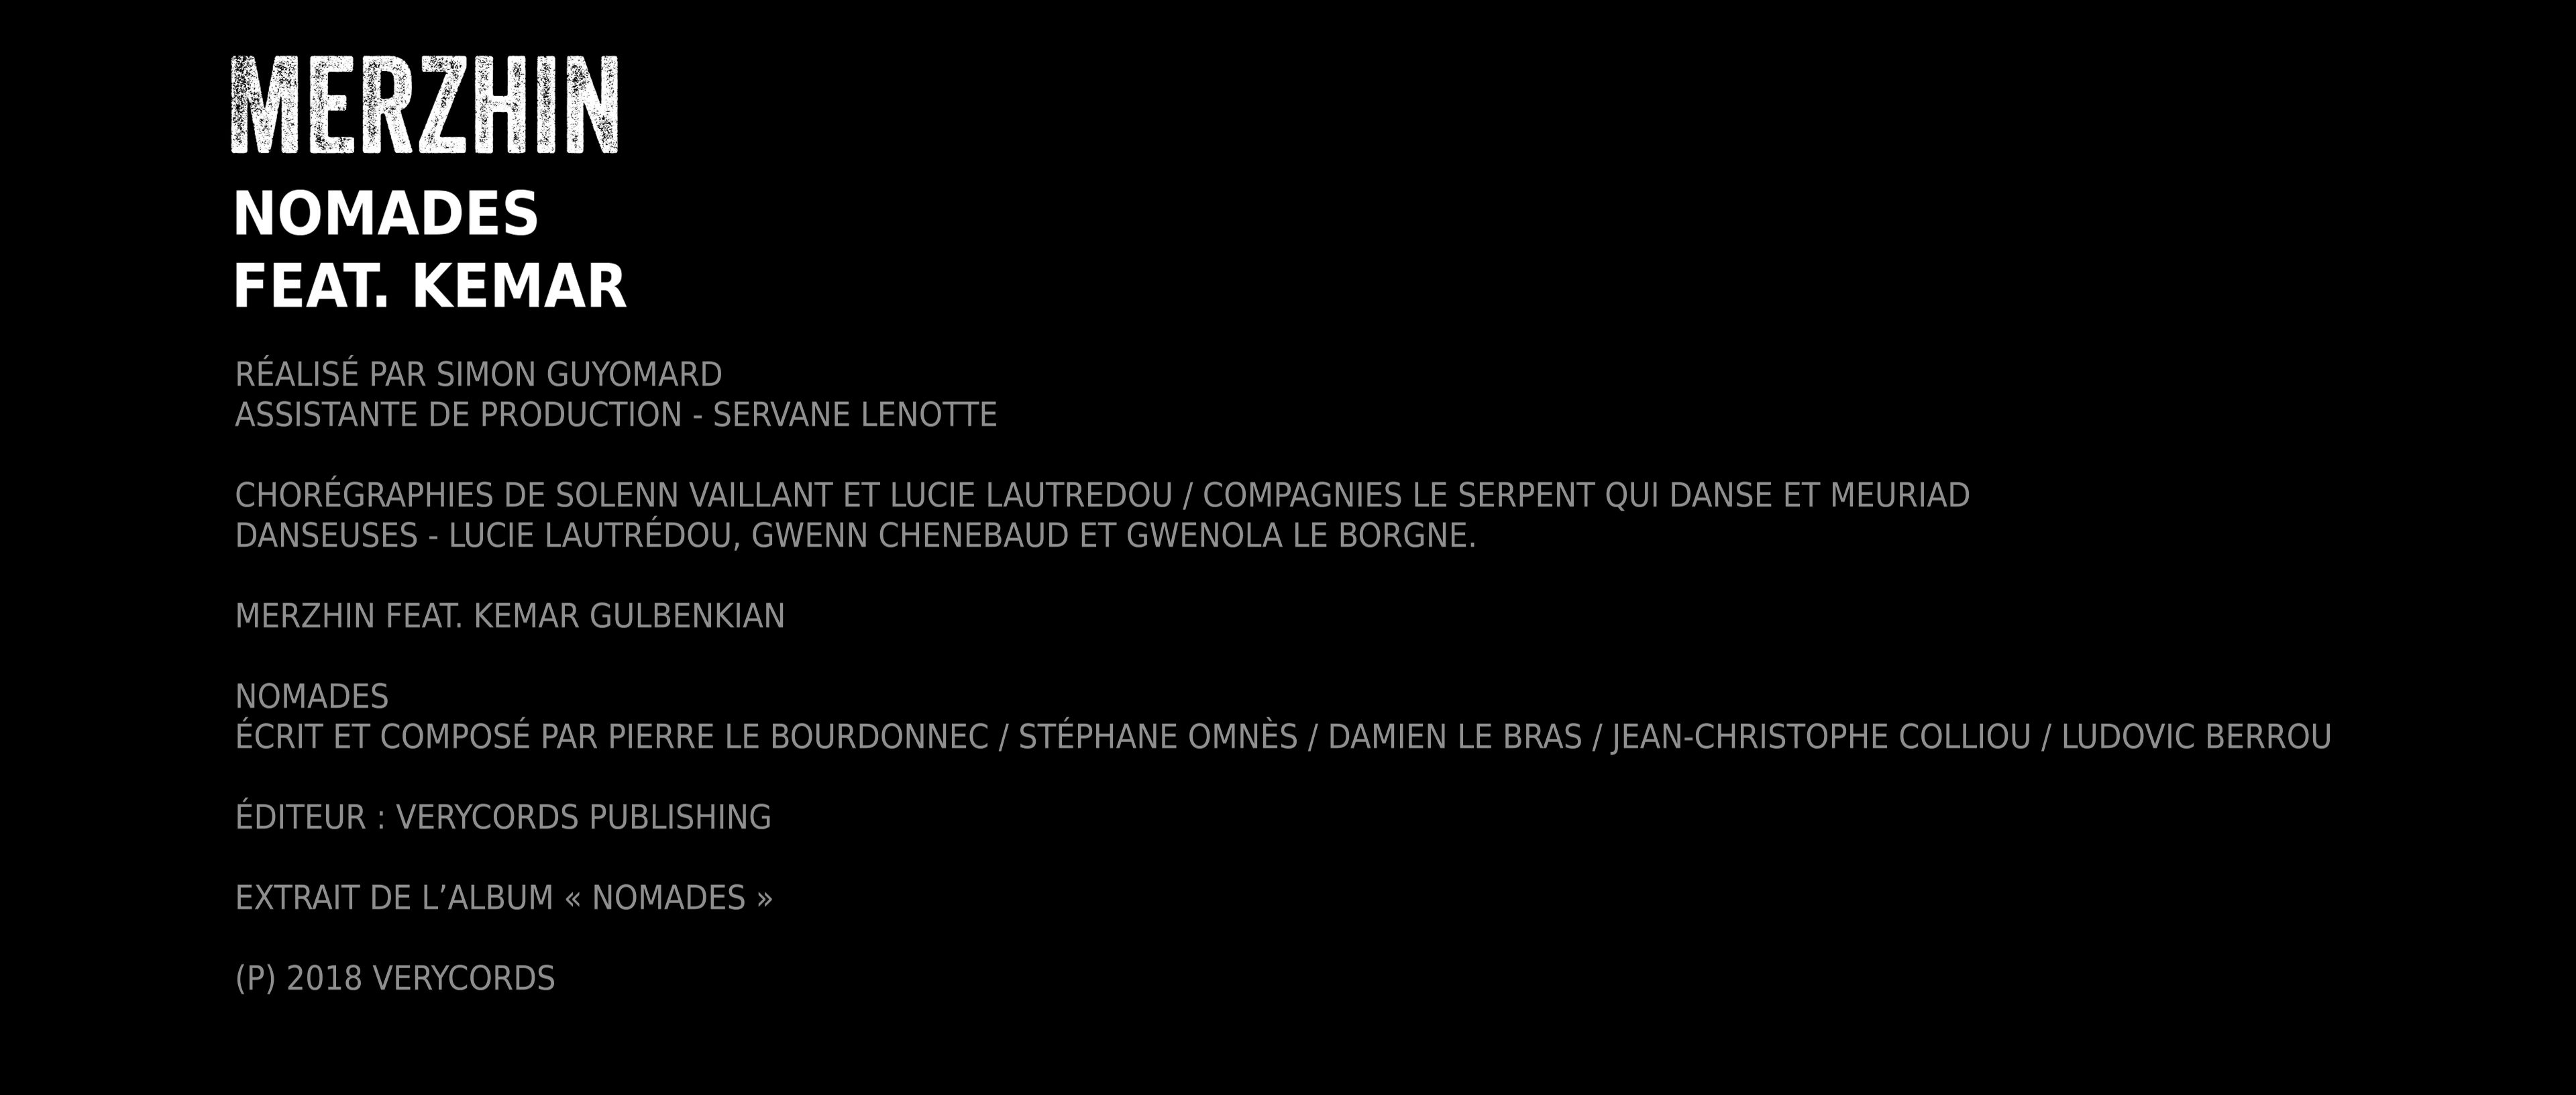 MERZHIN
NOMADES
FEAT. KEMAR
RÉALISÉ PAR SIMON GUYOMARD
ASSISTANTE DE PRODUCTION - SERVANE LENOTTE
CHORÉGRAPHIES DE SOLENN VAILLANT ET LUCIE LAUTREDOU / COMPAGNIES LE SERPENT QUI DANSE ET MEURIAD
DANSEUSES - LUCIE LAUTRÉDOU, GWENN CHENEBAUD ET GWENOLA LE BORGNE.
MERZHIN FEAT. KEMAR GULBENKIAN
NOMADES
ÉCRIT ET COMPOSÉ PAR PIERRE LE BOURDONNEC / STÉPHANE OMNÈS / DAMIEN LE BRAS / JEAN-CHRISTOPHE COLLIOU / LUDOVIC BERROU
ÉDITEUR : VERYCORDS PUBLISHING
EXTRAIT DE L’ALBUM « NOMADES »
(P) 2018 VERYCORDS